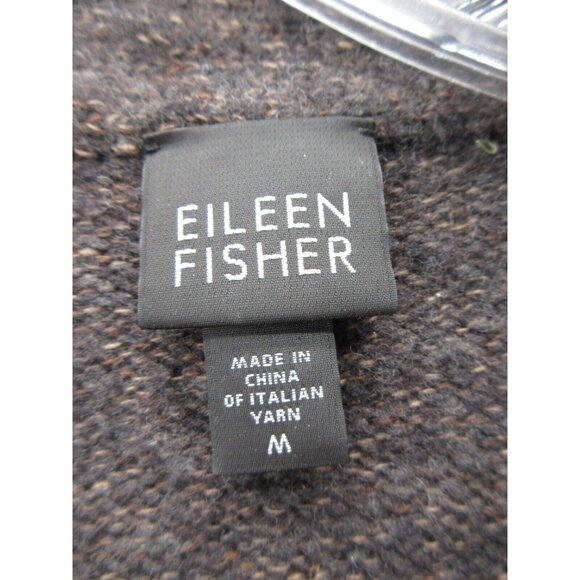 EILEEN
FISHER
MADE IN
CHINA
OF ITALIAN
YARN
M